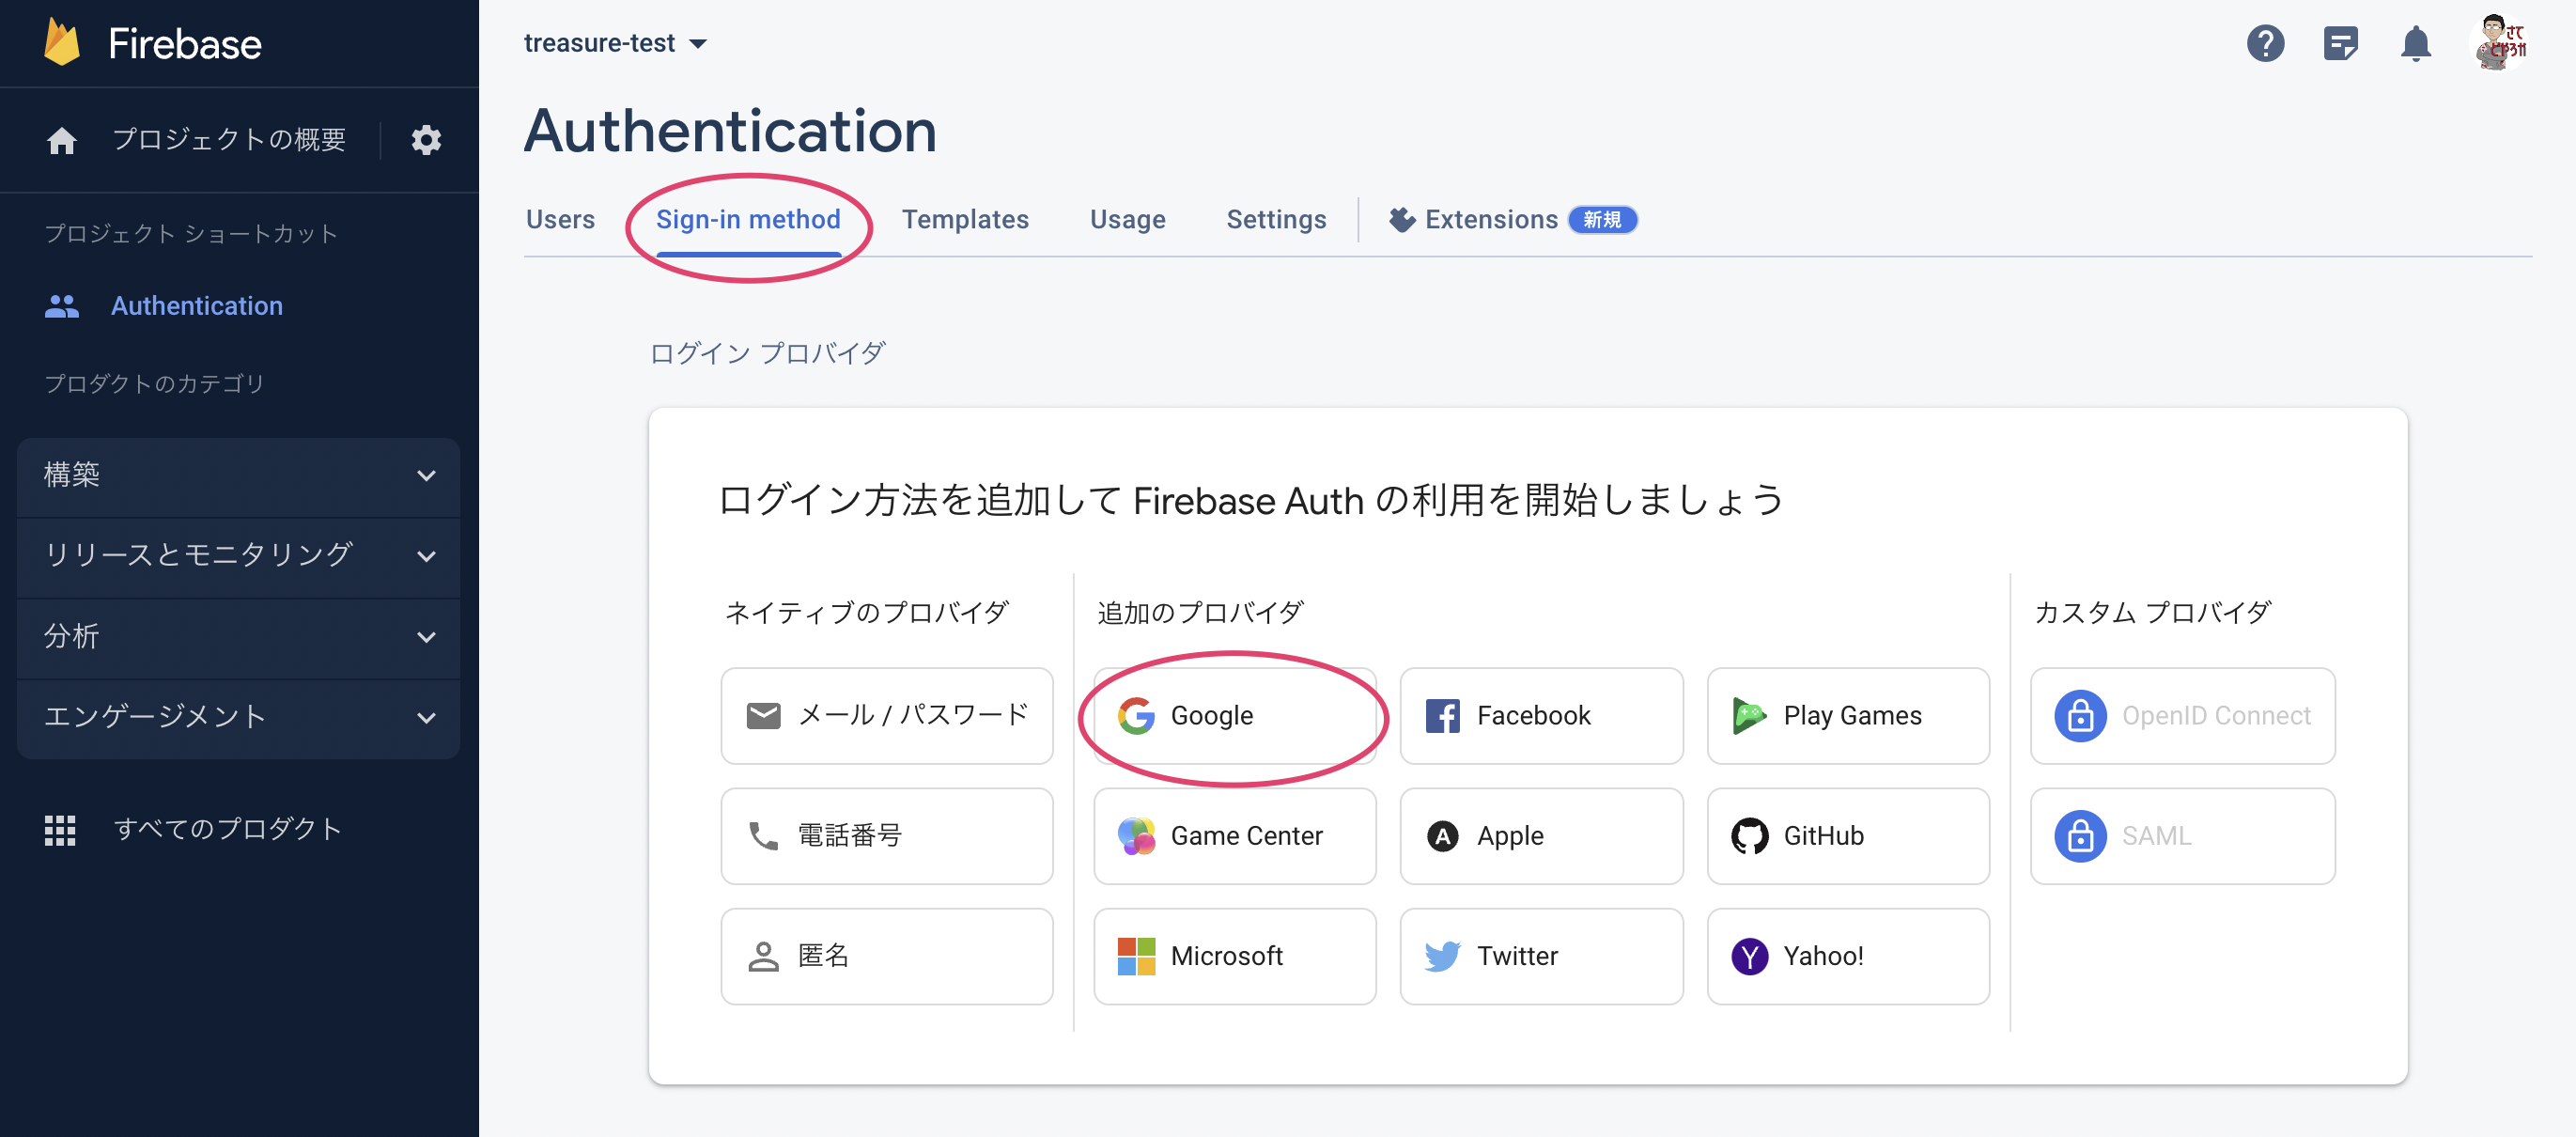 Firebase
プロジェクトの概要
プロジェクト ショートカット
Authentication
プロダクトのカテゴリ
構築
リリースとモニタリング
分析
エンゲージメント
すべてのプロダクト
treasure-test
さて
どやろか
Authentication
Users Sign-in method Templates Usage Settings Extensions 新規
ログイン プロバイダ
ログイン方法を追加して Firebase Auth の利用を開始しましょう
ネイティブのプロバイダ 追加のプロバイダ カスタム プロバイダ
メール / パスワード Google Facebook Play Games OpenID Connect
電話番号 Game Center Apple GitHub SAML
匿名 Microsoft Twitter Yahoo!